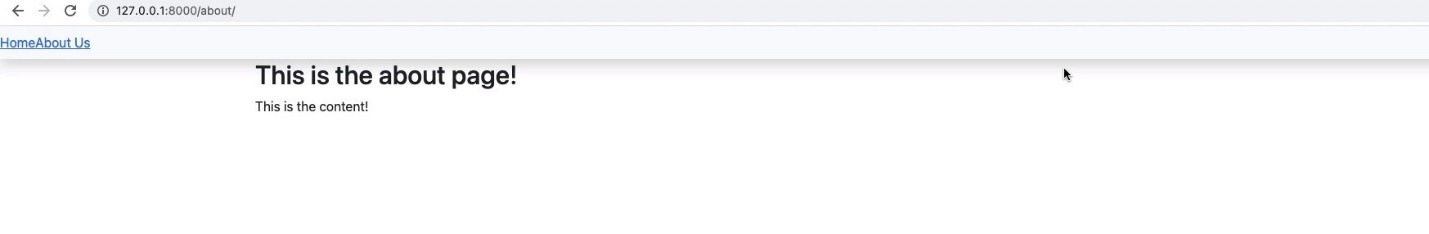 127.0.0.1:8000/about/
HomeAbout Us
This is the about page!
This is the content!